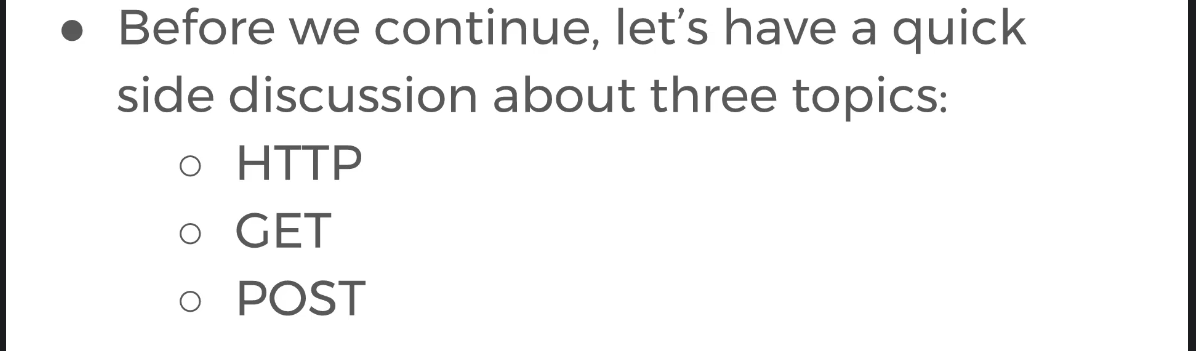 ● Before we continue, let’s have a quick
side discussion about three topics:
○ HTTP
○ GET
○ POST